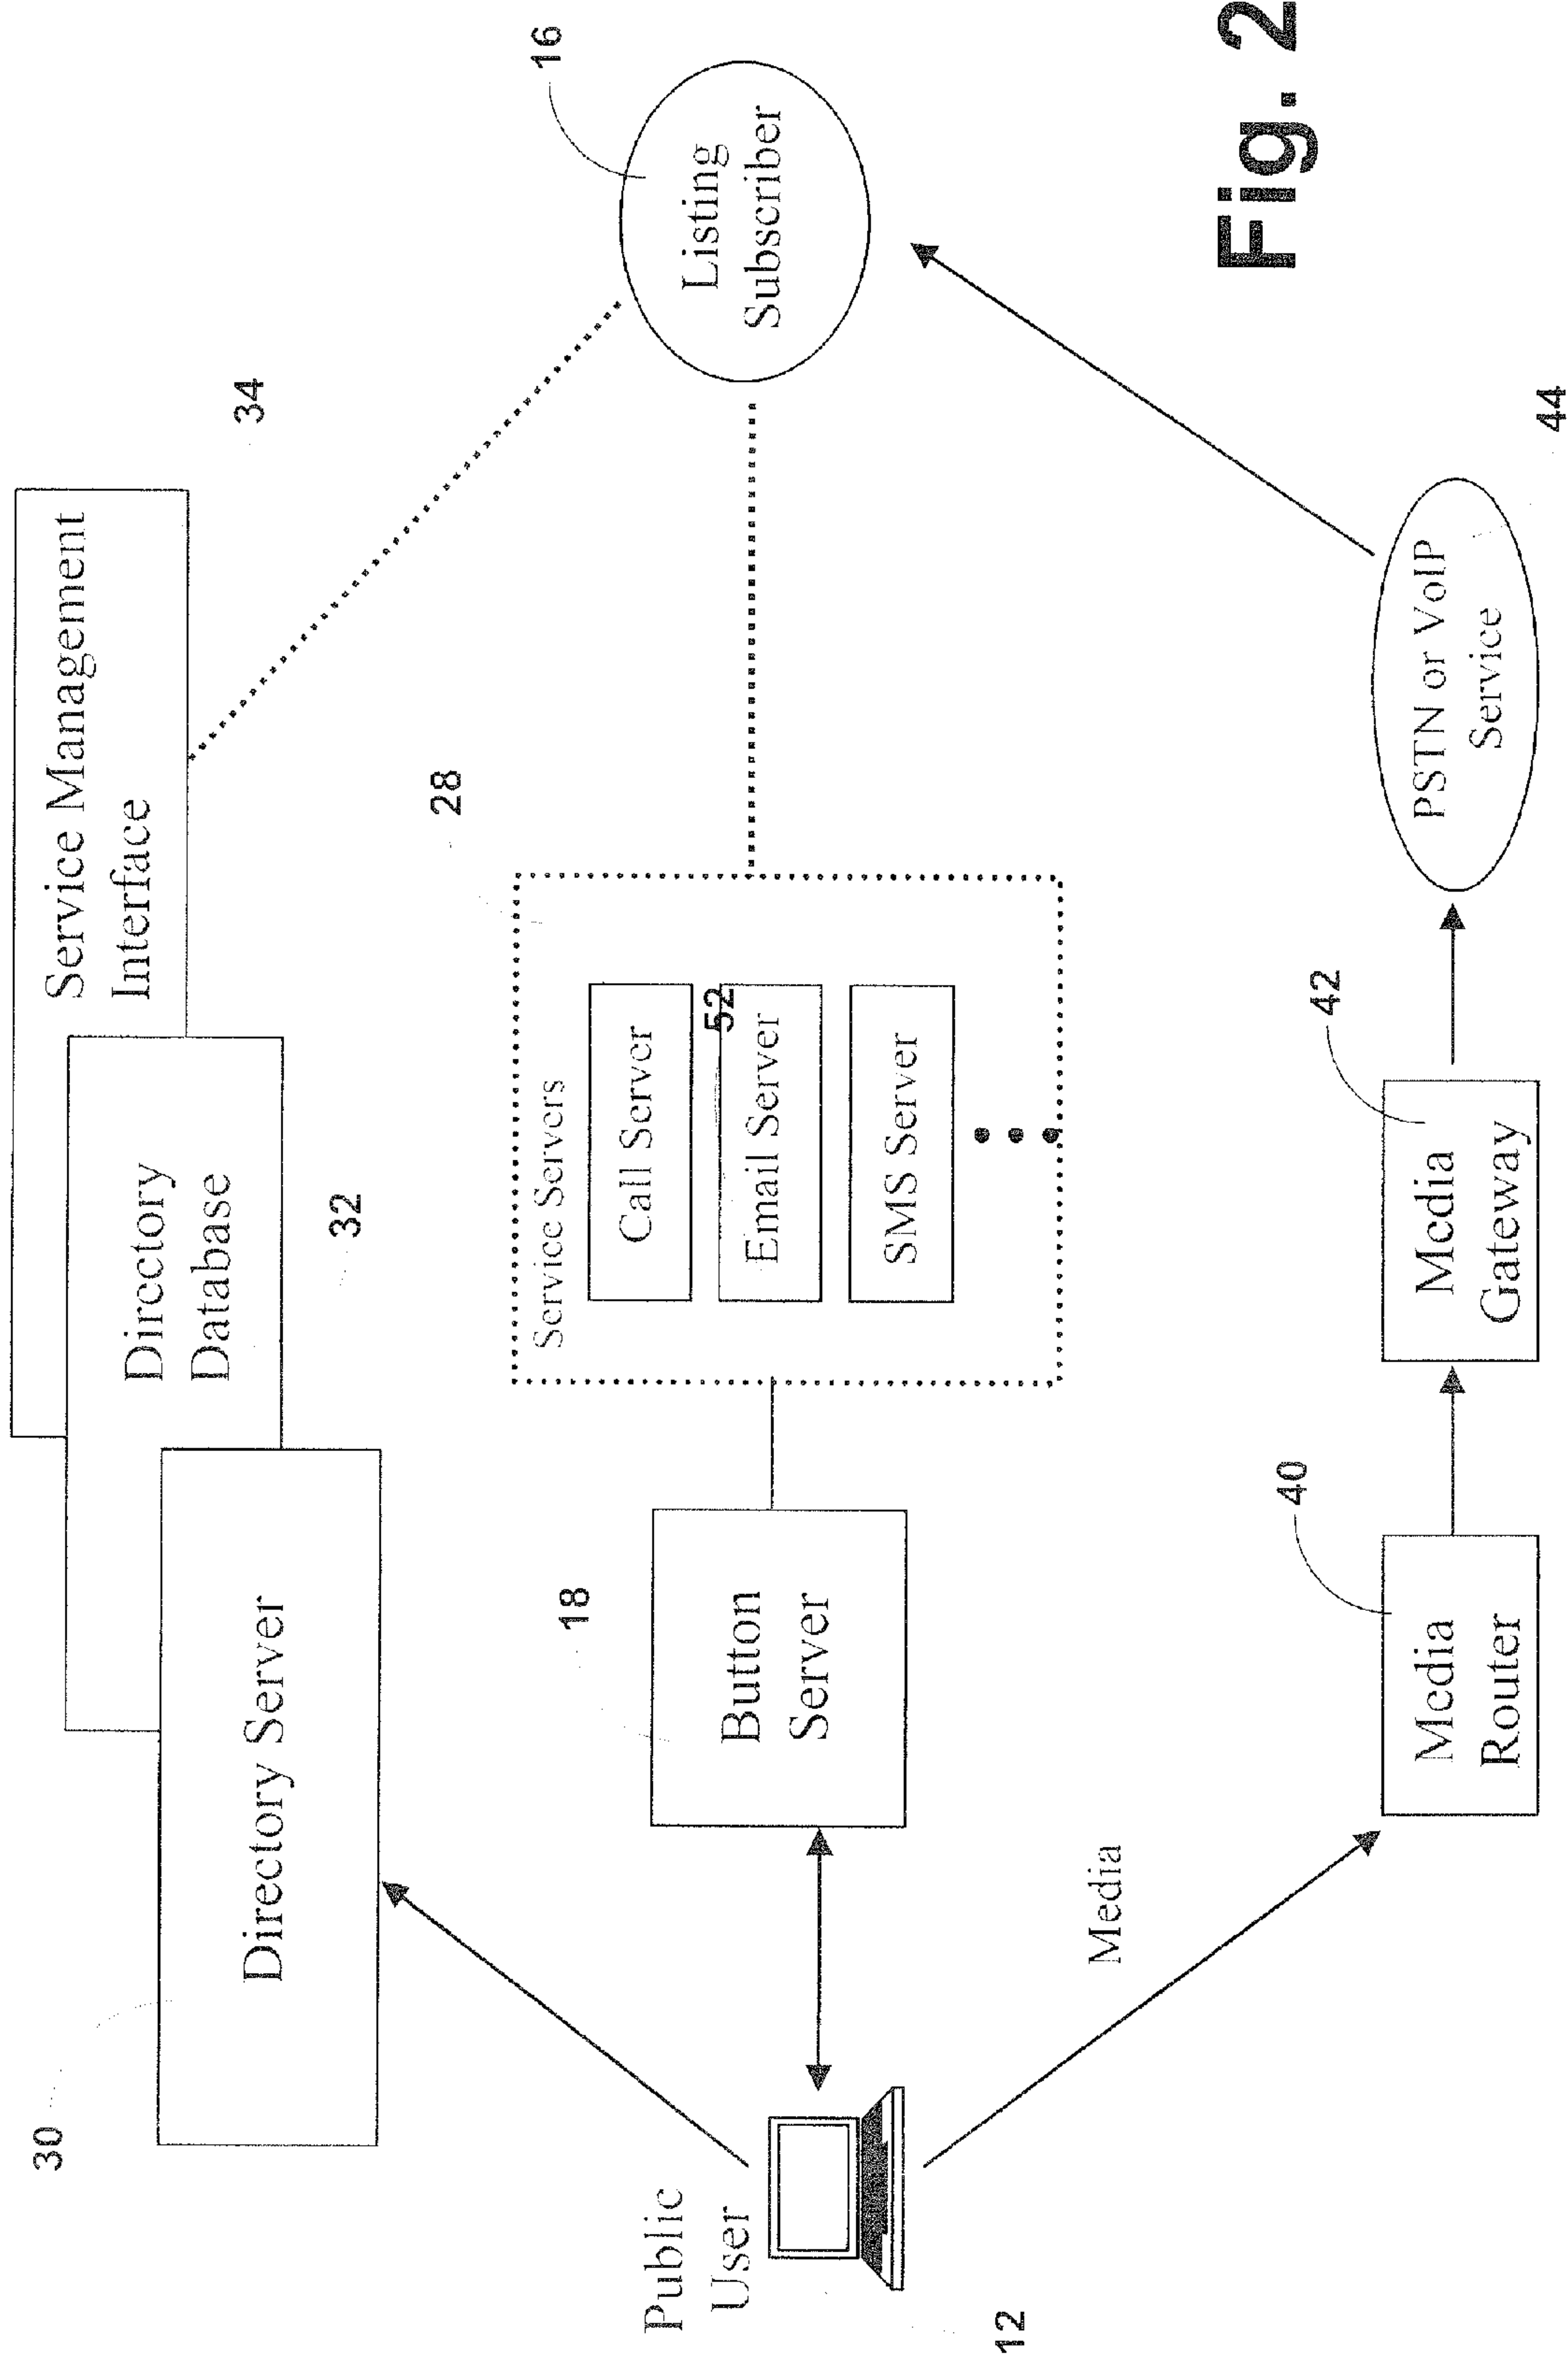 34
Service Management
Interface
Directory
Database
32
30
Directory Server
28
Service Servers
Call Server
52
Email Server
SMS Server
16
Listing
Subscriber
18
Button
Server
Public
User
12
Media
40
Media
Router
42
Media
Gateway
PSTN or VoIP
Service
44
Fig. 2